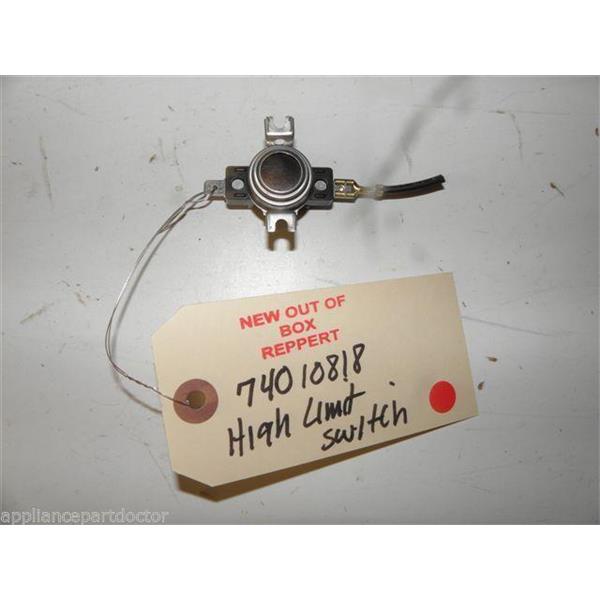 NEW OUT OF
BOX
REPPERT
74010818
High Limit
switch
appliancepartdoctor